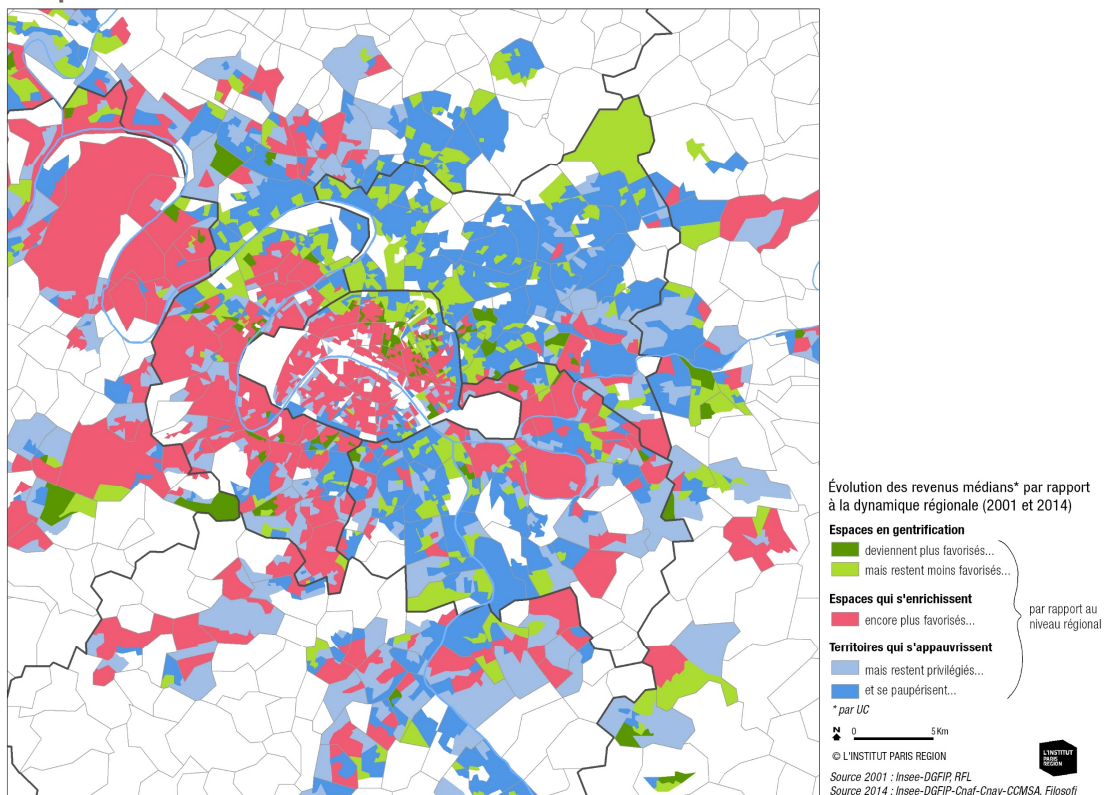 Évolution des revenus médians* par rapport
à la dynamique régionale (2001 et 2014)
Espaces en gentrification
deviennent plus favorisés...
mais restent moins favorisés...
Espaces qui s'enrichissent
encore plus favorisés...
Territoires qui s'appauvrissent
mais restent privilégiés...
et se paupérisent...
par rapport au
niveau régional
* par UC
N 0 5 Km
© L'INSTITUT PARIS REGION
L'INSTITUT
PARIS
REGION
Source 2001 : Insee-DGFIP, RFL
Source 2014 : Insee-DGFIP-Cnaf-Cnav-CCMSA, Filosofi